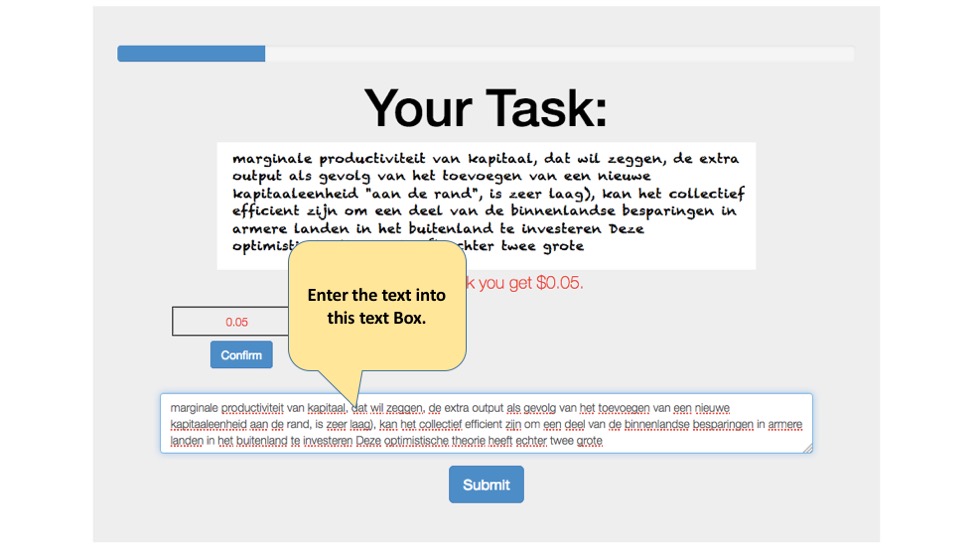 Your Task:
marginale productiviteit van kapitaal, dat wil zeggen, de extra
output als gevolg van het toevoegen van een nieuwe
kapitaaleenheid "aan de rand", is zeer laag), kan het collectief
efficient zijn om een deel van de binnenlandse besparingen in
armere landen in het buitenland te investeren Deze
echter twee grote
you get $0.05.
Enter the text into
this text Box.
0.05
Confirm
marginale productiviteit van kapitaal, dat wil zeggen, de extra output als gevolg van het toevoegen van een nieuwe
kapitaaleenheid aan de rand, is zeer laag), kan het collectief efficient zijn om een deel van de binnenlandse besparingen in armere
landen in het buitenland te investeren Deze optimistische theorie heeft echter twee grote
Submit